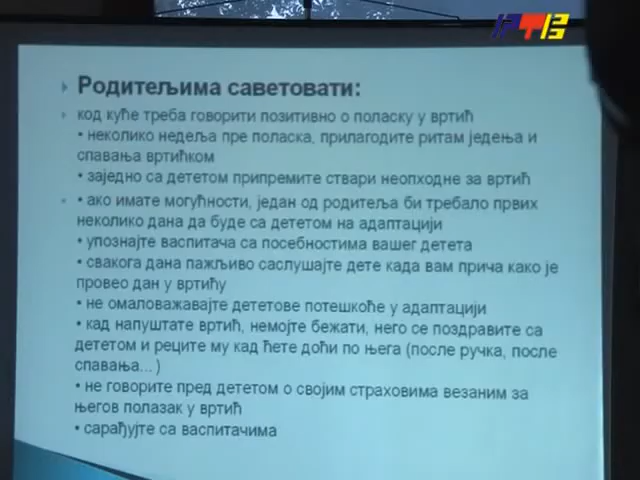 РТВ
Родитељима саветовати:
код куће треба говорити позитивно о поласку у вртић
• неколико недеља пре поласка, прилагодите ритам једења и
спавања вртићком
• заједно са дететом припремите ствари неопходне за вртић
• ако имате могућности, један од родитеља би требало првих
неколико дана да буде са дететом на адаптацији
• упознајте васпитача са посебностима вашег детета
• свакога дана пажљиво саслушајте дете када вам прича како је
провео дан у вртићу
• не омаловажавајте дететове потешкоће у адаптацији
• кад напуштате вртић, немојте бежати, него се поздравите са
дететом и реците му кад ћете доћи по њега (после ручка, после
спавања... )
• не говорите пред дететом о својим страховима везаним за
његов полазак у вртић
• сарађујте са васпитачима